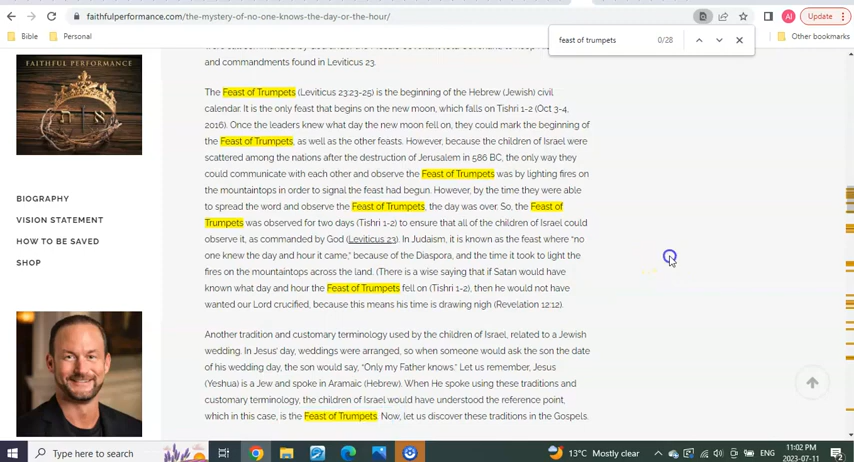 faithfulperformance.com/the-mystery-of-no-one-knows-the-day-or-the-hour/
AI
Update
Bible
Personal
Other bookmarks
feast of trumpets
0/28
and commandments found in Leviticus 23.
FAITHFUL PERFORMANCE
The Feast of Trumpets (Leviticus 23:23-25) is the beginning of the Hebrew (Jewish) civil
calendar. It is the only feast that begins on the new moon, which falls on Tishri 1-2 (Oct 3-4,
2016). Once the leaders knew what day the new moon fell on, they could mark the beginning of
the Feast of Trumpets, as well as the other feasts. However, because the children of Israel were
scattered among the nations after the destruction of Jerusalem in 586 BC, the only way they
could communicate with each other and observe the Feast of Trumpets was by lighting fires on
the mountaintops in order to signal the feast had begun. However, by the time they were able
to spread the word and observe the Feast of Trumpets, the day was over. So, the Feast of
Trumpets was observed for two days (Tishri 1-2) to ensure that all of the children of Israel could
observe it, as commanded by God (Leviticus 23). In Judaism, it is known as the feast where "no
one knew the day and hour it came," because of the Diaspora, and the time it took to light the
fires on the mountaintops across the land. (There is a wise saying that if Satan would have
known what day and hour the Feast of Trumpets fell on (Tishri 1-2), then he would not have
wanted our Lord crucified, because this means his time is drawing nigh (Revelation 12:12).
BIOGRAPHY
VISION STATEMENT
HOW TO BE SAVED
SHOP
Another tradition and customary terminology used by the children of Israel, related to a Jewish
wedding. In Jesus' day, weddings were arranged, so when someone would ask the son the date
of his wedding day, the son would say, "Only my Father knows." Let us remember, Jesus
(Yeshua) is a Jew and spoke in Aramaic (Hebrew). When He spoke using these traditions and
customary terminology, the children of Israel would have understood the reference point,
which in this case, is the Feast of Trumpets. Now, let us discover these traditions in the Gospels.
Type here to search
13°C Mostly clear
ENG
11:02 PM
2023-07-11
2